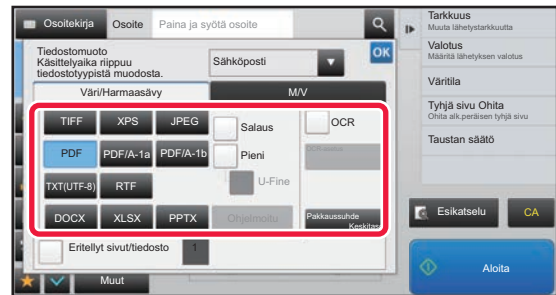 Osoitekirja
Osoite
Paina ja syötä osoite
Tiedostomuoto
Käsittelyaika riippuu
tiedostotyypistä muodosta.
Sähköposti
OK
Väri/Harmaasävy
M/V
TIFF
XPS
JPEG
Salaus
OCR
PDF
PDF/A-1a
PDF/A-1b
Pieni
OCR-asetus
TXT(UTF-8)
RTF
U-Fine
DOCX
XLSX
PPTX
Ohjelmoitu
Pakkaussuhde
Keskitaso
Eritellyt sivut/tiedosto
1
Muut
Tarkkuus
Muuta lähetystarkkuutta
Valotus
Määritä lähetyksen valotus
Väritila
Tyhjä sivu Ohita
Ohita alk.peräisen tyhjä sivu
Taustan säätö
Esikatselu
CA
Aloita